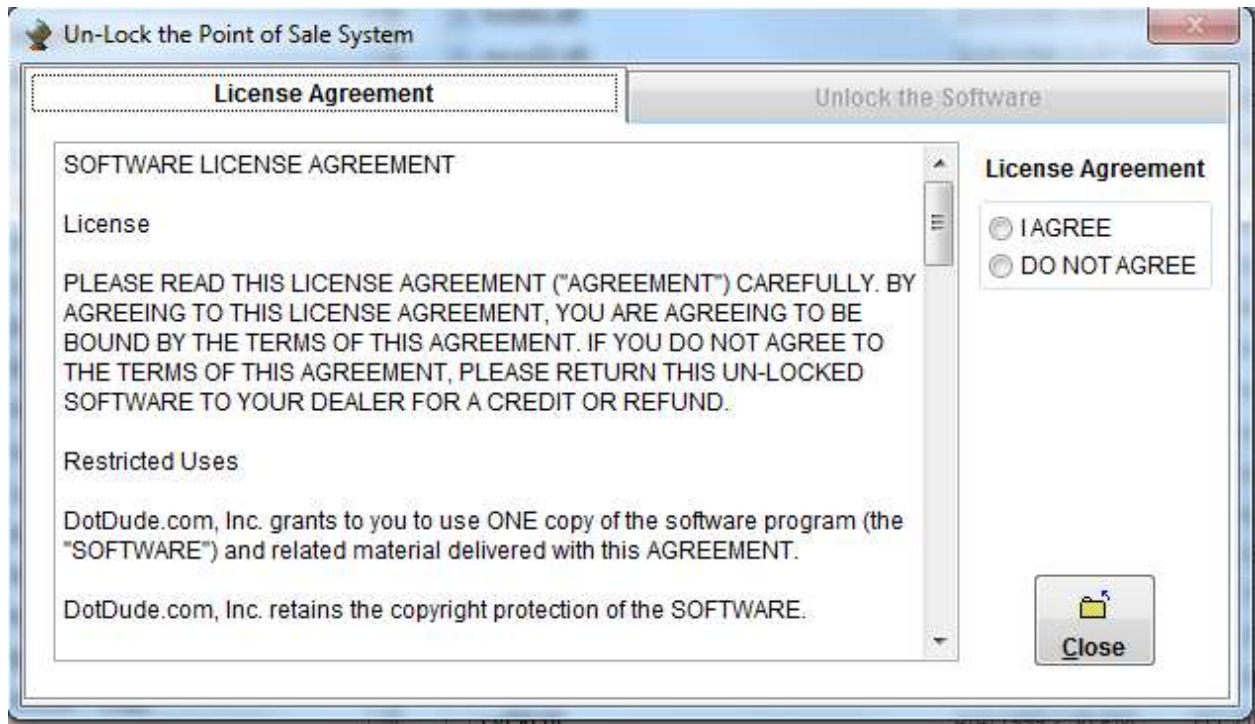 Un-Lock the Point of Sale System
License Agreement
Unlock the Software
SOFTWARE LICENSE AGREEMENT
License
PLEASE READ THIS LICENSE AGREEMENT ("AGREEMENT") CAREFULLY. BY
AGREEING TO THIS LICENSE AGREEMENT, YOU ARE AGREEING TO BE
BOUND BY THE TERMS OF THIS AGREEMENT. IF YOU DO NOT AGREE TO
THE TERMS OF THIS AGREEMENT, PLEASE RETURN THIS UN-LOCKED
SOFTWARE TO YOUR DEALER FOR A CREDIT OR REFUND.
Restricted Uses
DotDude.com, Inc. grants to you to use ONE copy of the software program (the
"SOFTWARE") and related material delivered with this AGREEMENT.
DotDude.com, Inc. retains the copyright protection of the SOFTWARE.
License Agreement
I AGREE
DO NOT AGREE
Close